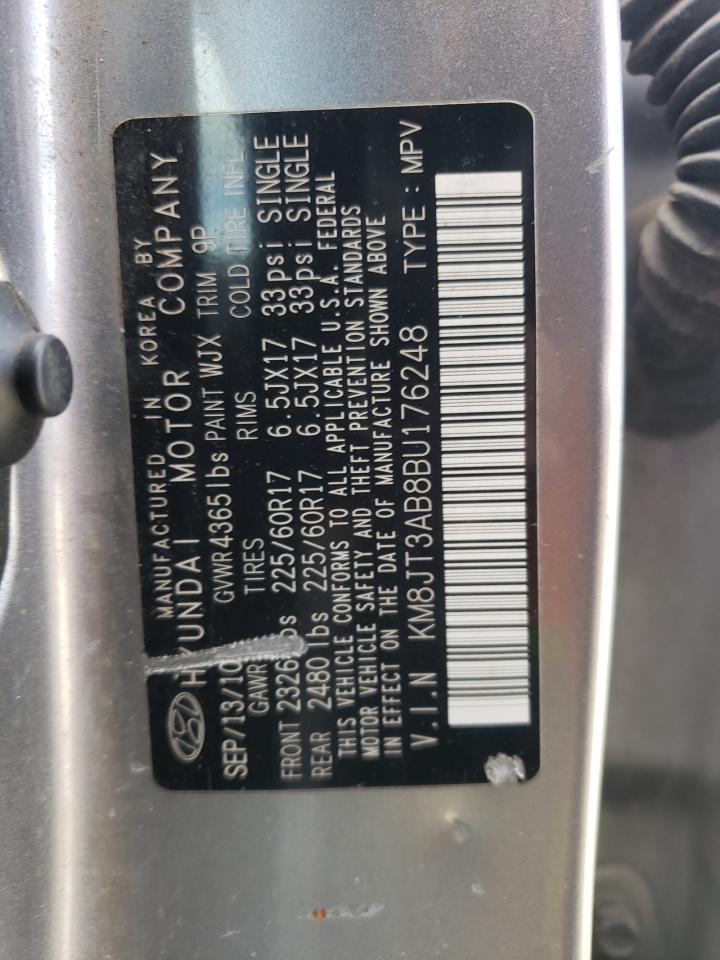 MANUFACTURED IN KOREA BY
HYUNDAI MOTOR COMPANY
SEP/13/10 GVWR 4365 lbs PAINT WJX TRIM 9P
GAWR TIRES RIMS COLD TIRE INFL
FRONT 2326 lbs 225/60R17 6.5JX17 33psi SINGLE
REAR 2480 lbs 225/60R17 6.5JX17 33psi SINGLE
THIS VEHICLE CONFORMS TO ALL APPLICABLE U.S.A. FEDERAL
MOTOR VEHICLE SAFETY AND THEFT PREVENTION STANDARDS
IN EFFECT ON THE DATE OF MANUFACTURE SHOWN ABOVE
V.I.N KM8JT3AB8BU176248 TYPE : MPV